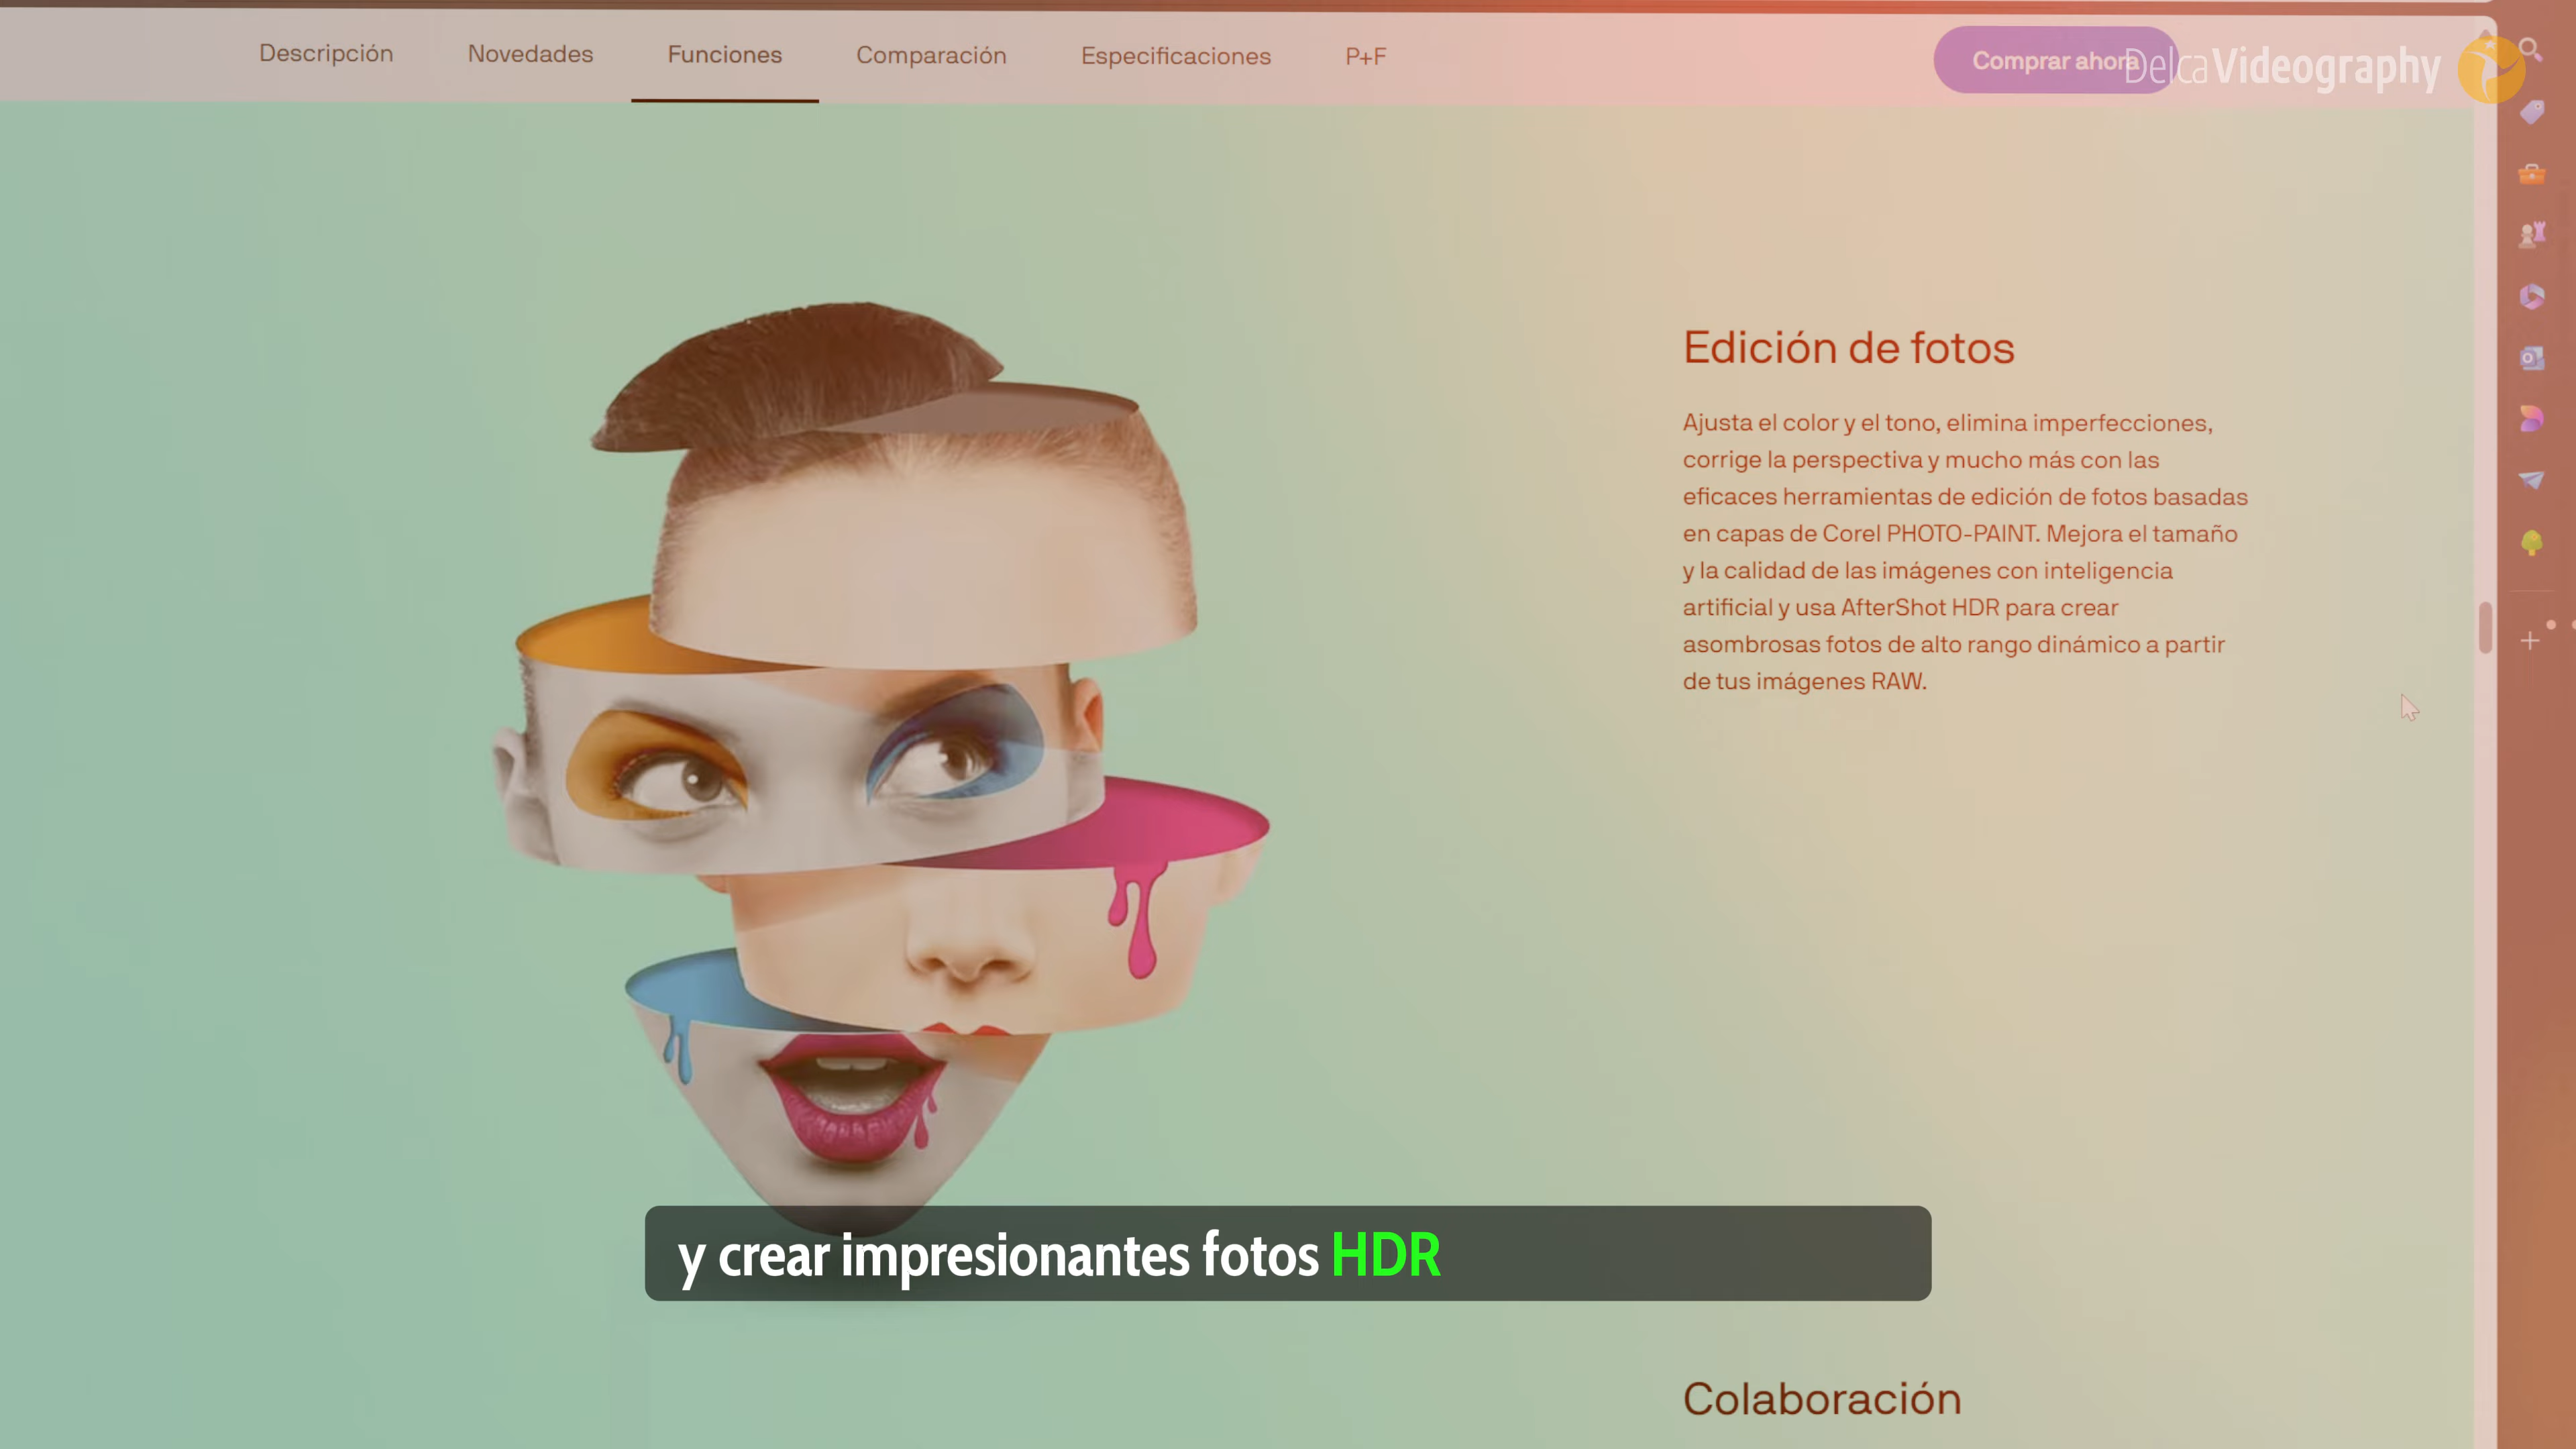 Descripción
Novedades
Funciones
Comparación
Especificaciones
P+F
Comprar ahora
DelcaVideography
Edición de fotos
Ajusta el color y el tono, elimina imperfecciones,
corrige la perspectiva y mucho más con las
eficaces herramientas de edición de fotos basadas
en capas de Corel PHOTO-PAINT. Mejora el tamaño
y la calidad de las imágenes con inteligencia
artificial y usa AfterShot HDR para crear
asombrosas fotos de alto rango dinámico a partir
de tus imágenes RAW.
y crear impresionantes fotos HDR
Colaboración